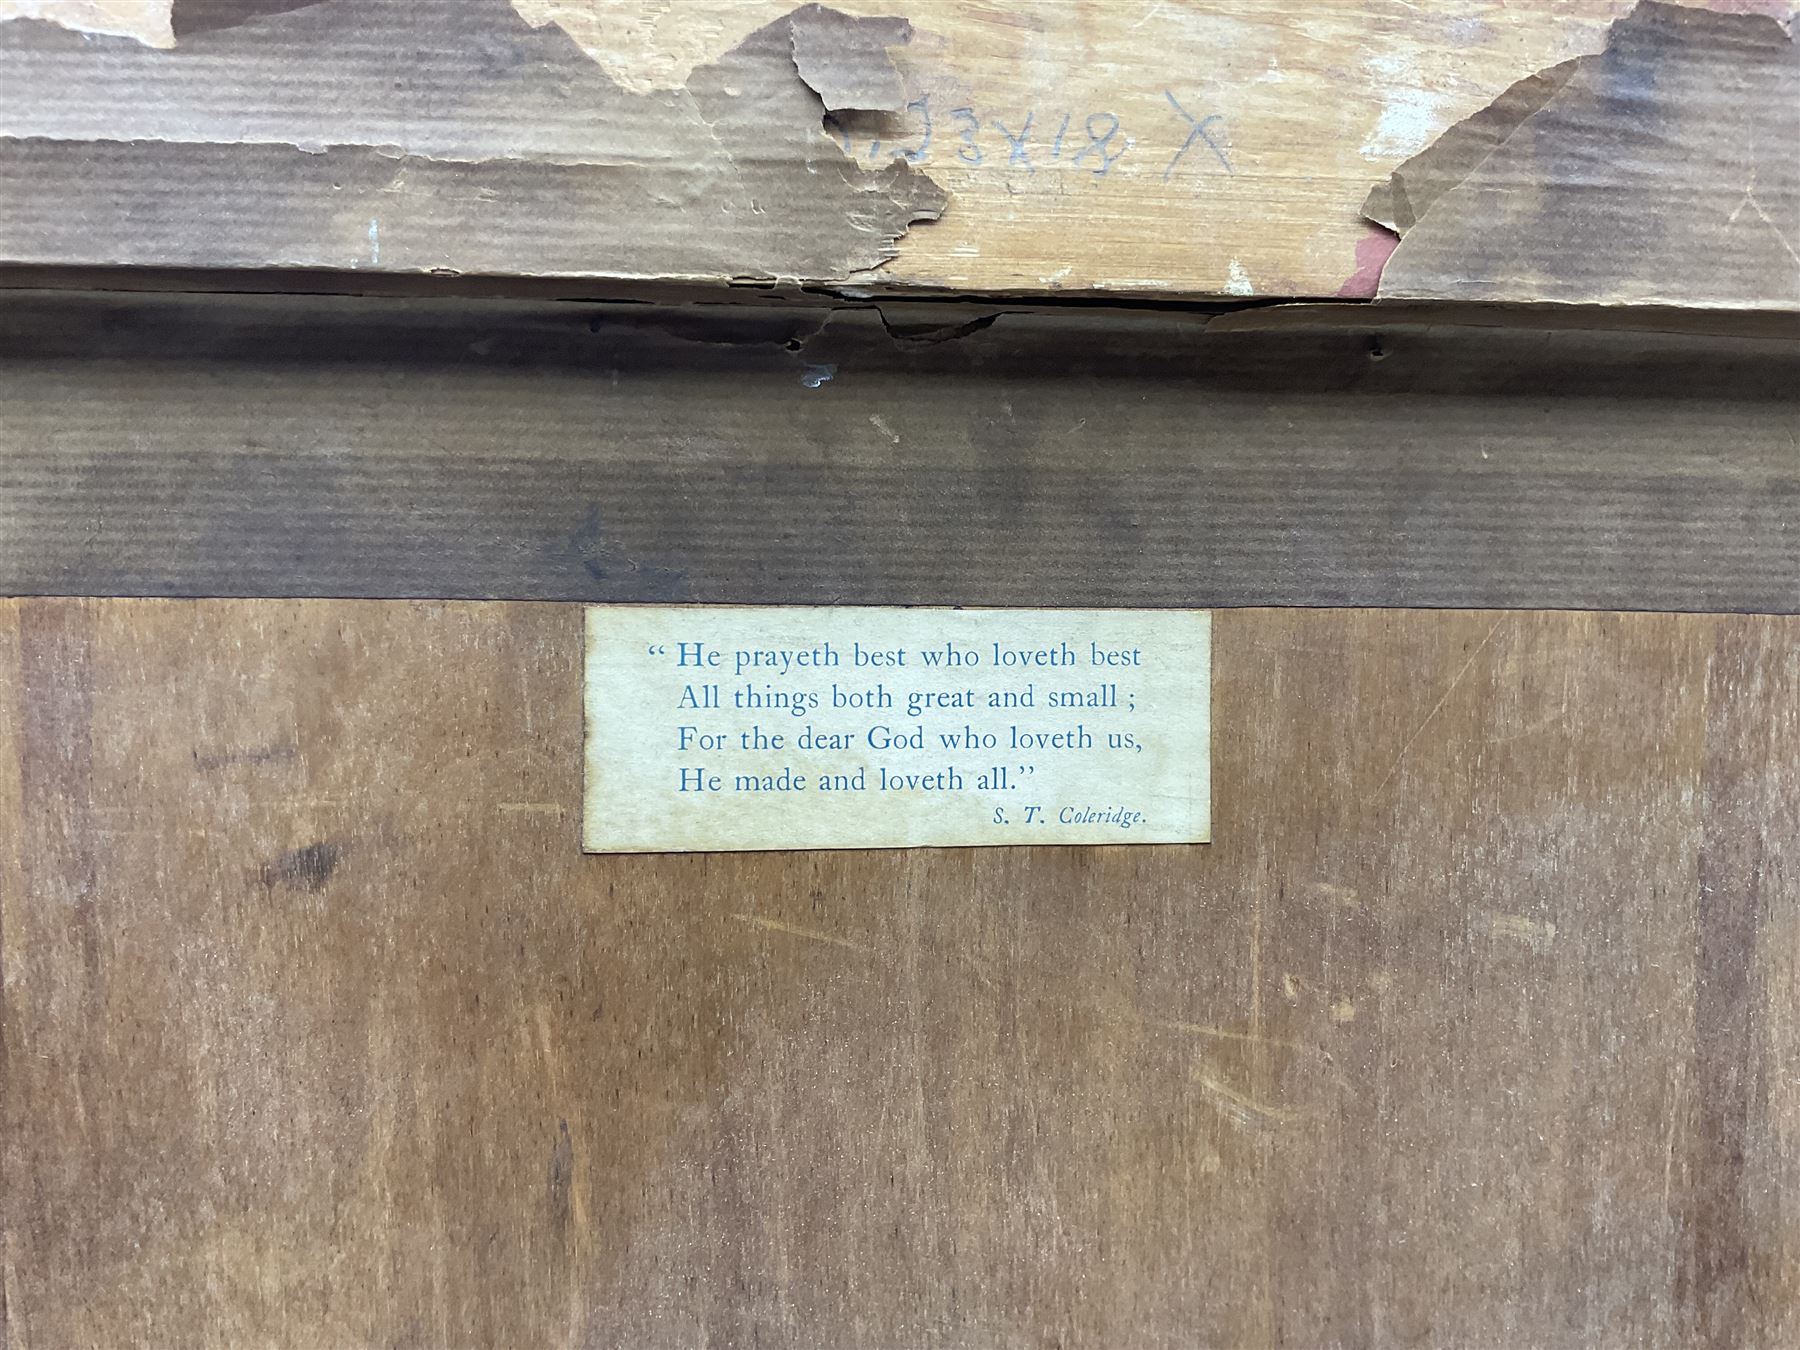 23x18 X
“ He prayeth best who loveth best
All things both great and small ;
For the dear God who loveth us,
He made and loveth all.”
S. T. Coleridge.